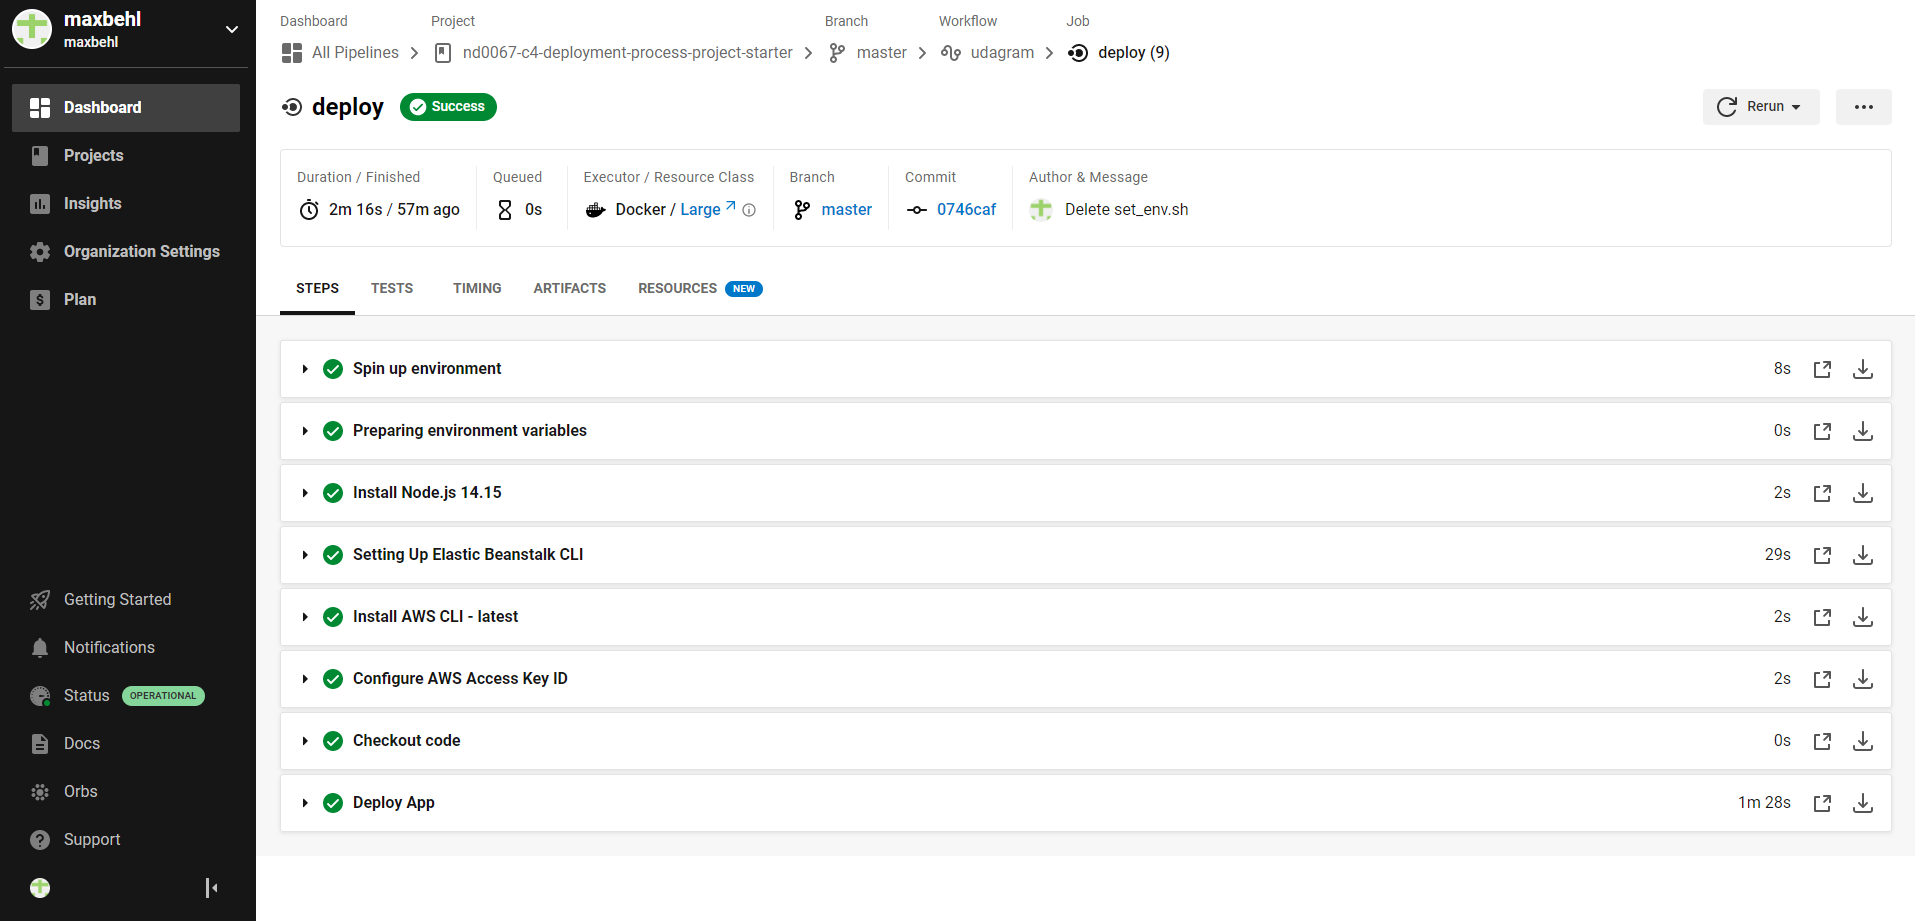 maxbehl
maxbehl
Dashboard
Projects
Insights
Organization Settings
Plan
Getting Started
Notifications
Status OPERATIONAL
Docs
Orbs
Support
Dashboard Project Branch Workflow Job
All Pipelines nd0067-c4-deployment-process-project-starter master udagram deploy (9)
deploy Success Rerun
Duration / Finished Queued Executor / Resource Class Branch Commit Author & Message
2m 16s / 57m ago 0s Docker / Large master 0746caf Delete set_env.sh
STEPS TESTS TIMING ARTIFACTS RESOURCES NEW
Spin up environment 8s
Preparing environment variables 0s
Install Node.js 14.15 2s
Setting Up Elastic Beanstalk CLI 29s
Install AWS CLI - latest 2s
Configure AWS Access Key ID 2s
Checkout code 0s
Deploy App 1m 28s